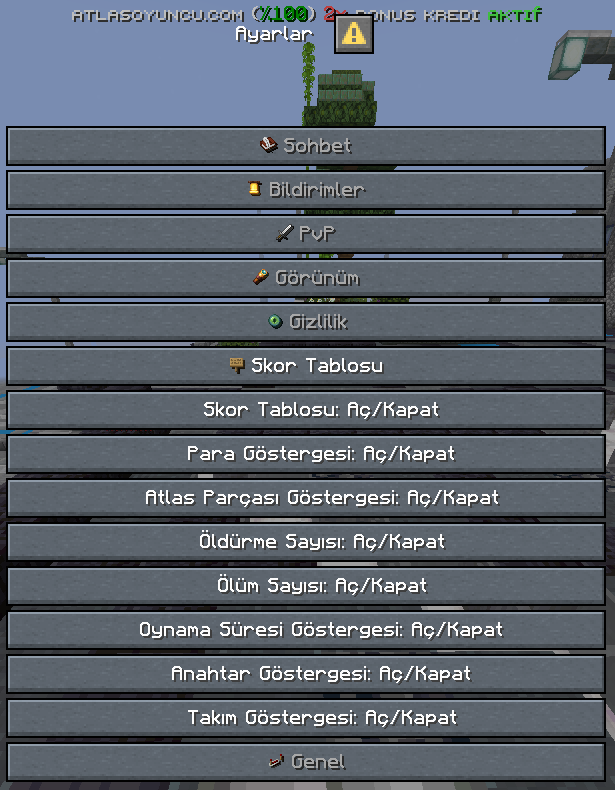 ATLASOYUNCU.COM (%100) 2x BONUS KREDI AKTIF
Ayarlar
Sohbet
Bildirimler
PvP
Görünüm
Gizlilik
Skor Tablosu
Skor Tablosu: Aç/Kapat
Para Göstergesi: Aç/Kapat
Atlas Parçası Göstergesi: Aç/Kapat
Öldürme Sayısı: Aç/Kapat
Ölüm Sayısı: Aç/Kapat
Oynama Süresi Göstergesi: Aç/Kapat
Anahtar Göstergesi: Aç/Kapat
Takım Göstergesi: Aç/Kapat
Genel